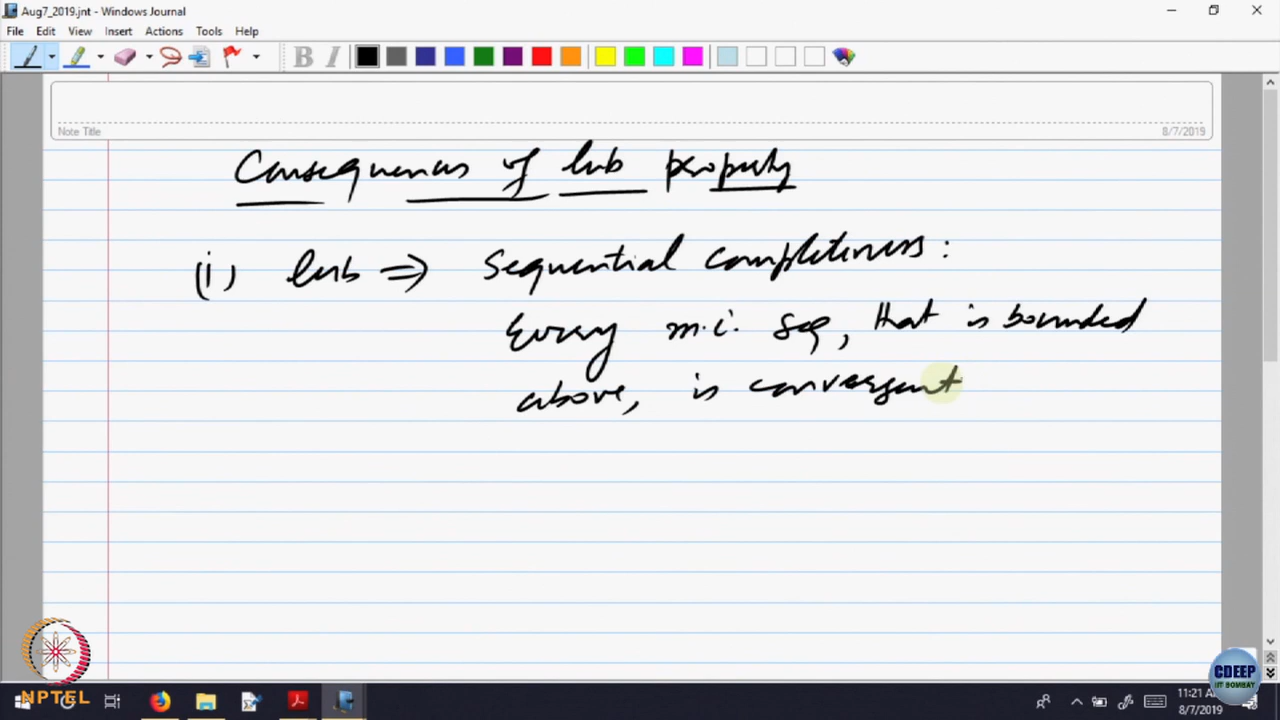 Aug7_2019.jnt - Windows Journal
File Edit View Insert Actions Tools Help
B I
Note Title
8/7/2019
Consequences of lub property
(i) lub ⇒ Sequential completeness :
Every m.i. seq, that is bounded
above, is convergent
NPTEL
CDEEP
IIT BOMBAY
11:21 A
8/7/2019